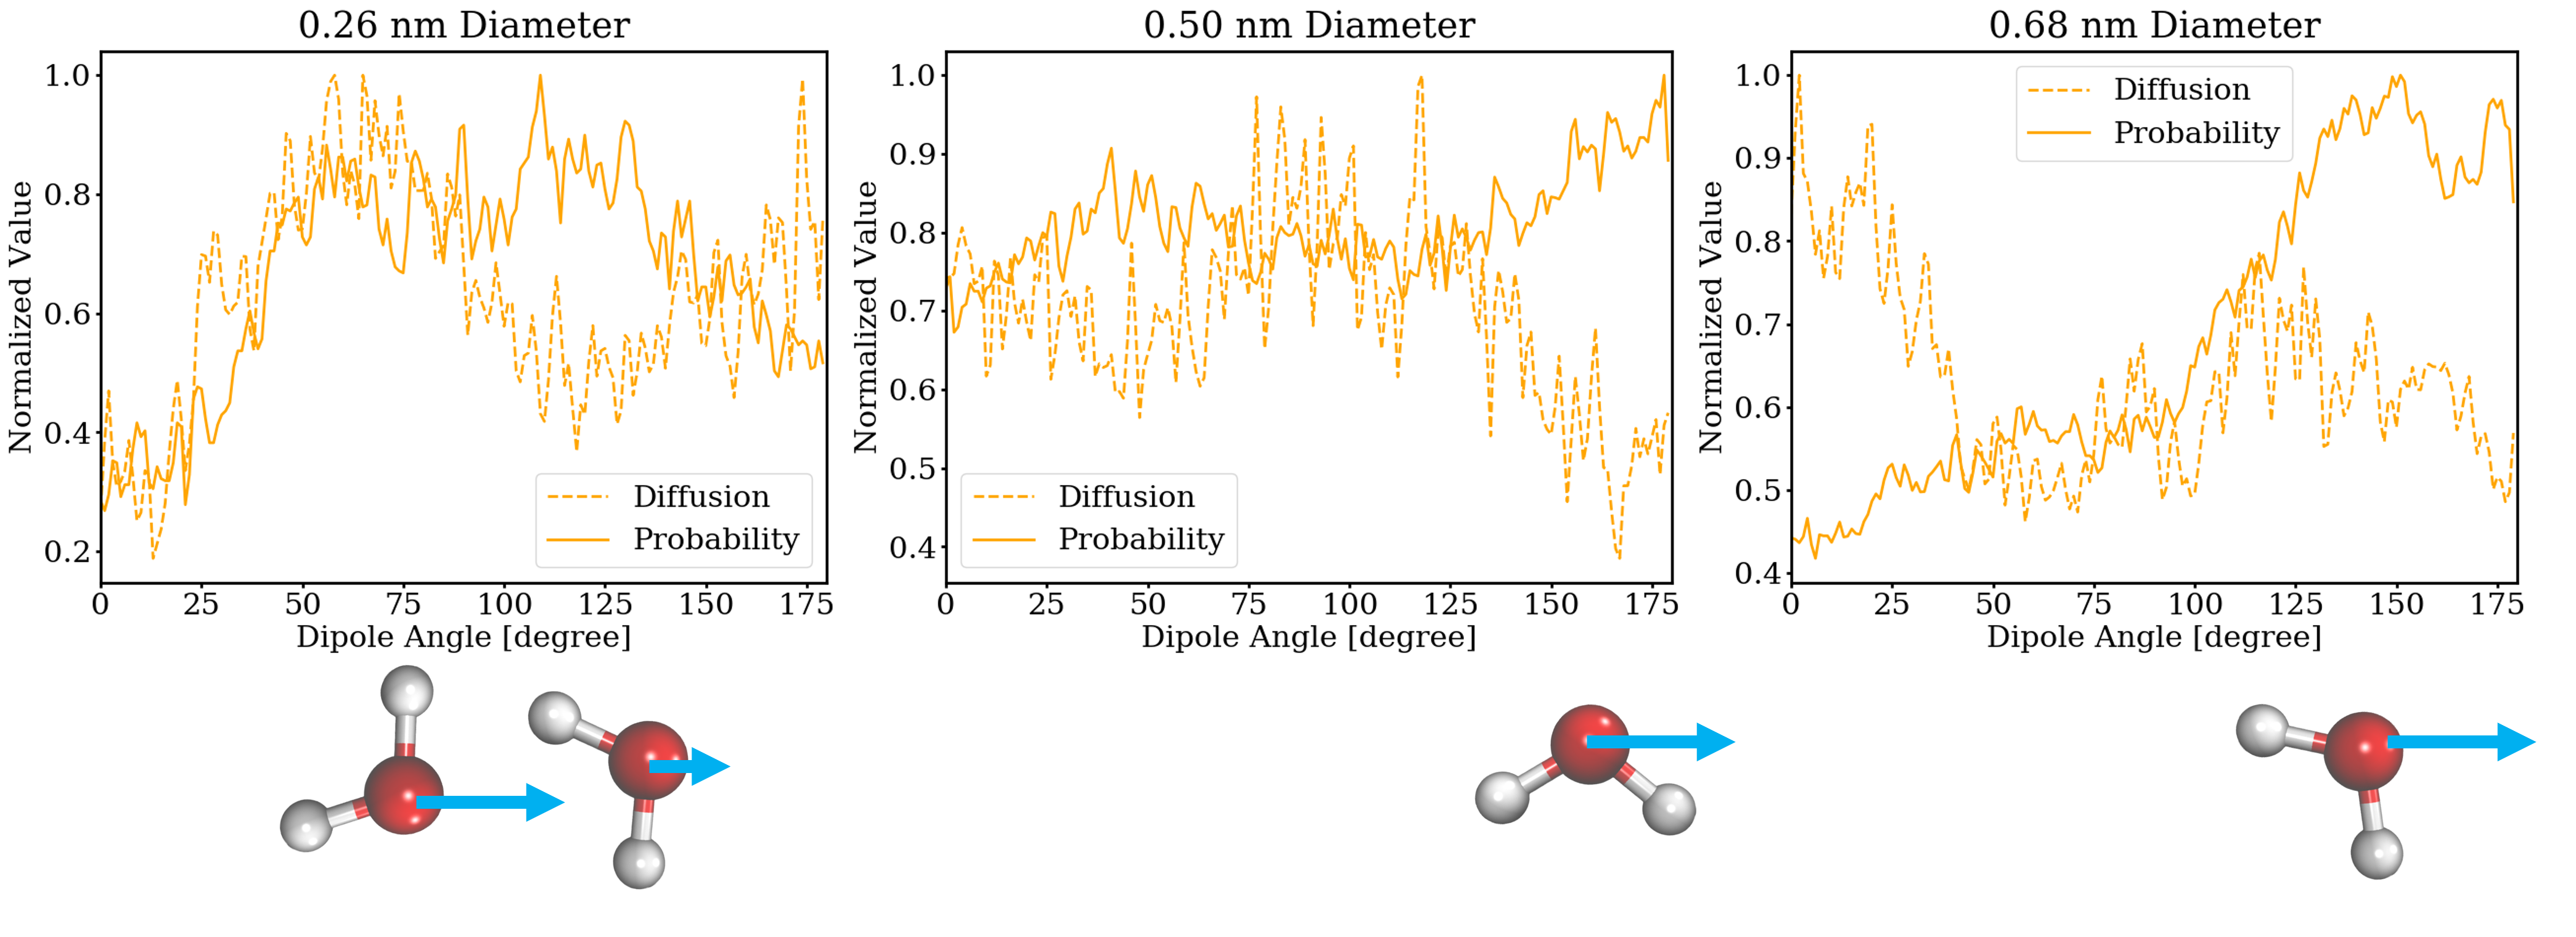 0.26 nm Diameter
Normalized Value
1.0
0.8
0.6
0.4
0.2
Diffusion
Probability
0 25 50 75 100 125 150 175
Dipole Angle [degree]
0.50 nm Diameter
Normalized Value
1.0
0.9
0.8
0.7
0.6
0.5
0.4
Diffusion
Probability
0 25 50 75 100 125 150 175
Dipole Angle [degree]
0.68 nm Diameter
Normalized Value
1.0
0.9
0.8
0.7
0.6
0.5
0.4
Diffusion
Probability
0 25 50 75 100 125 150 175
Dipole Angle [degree]